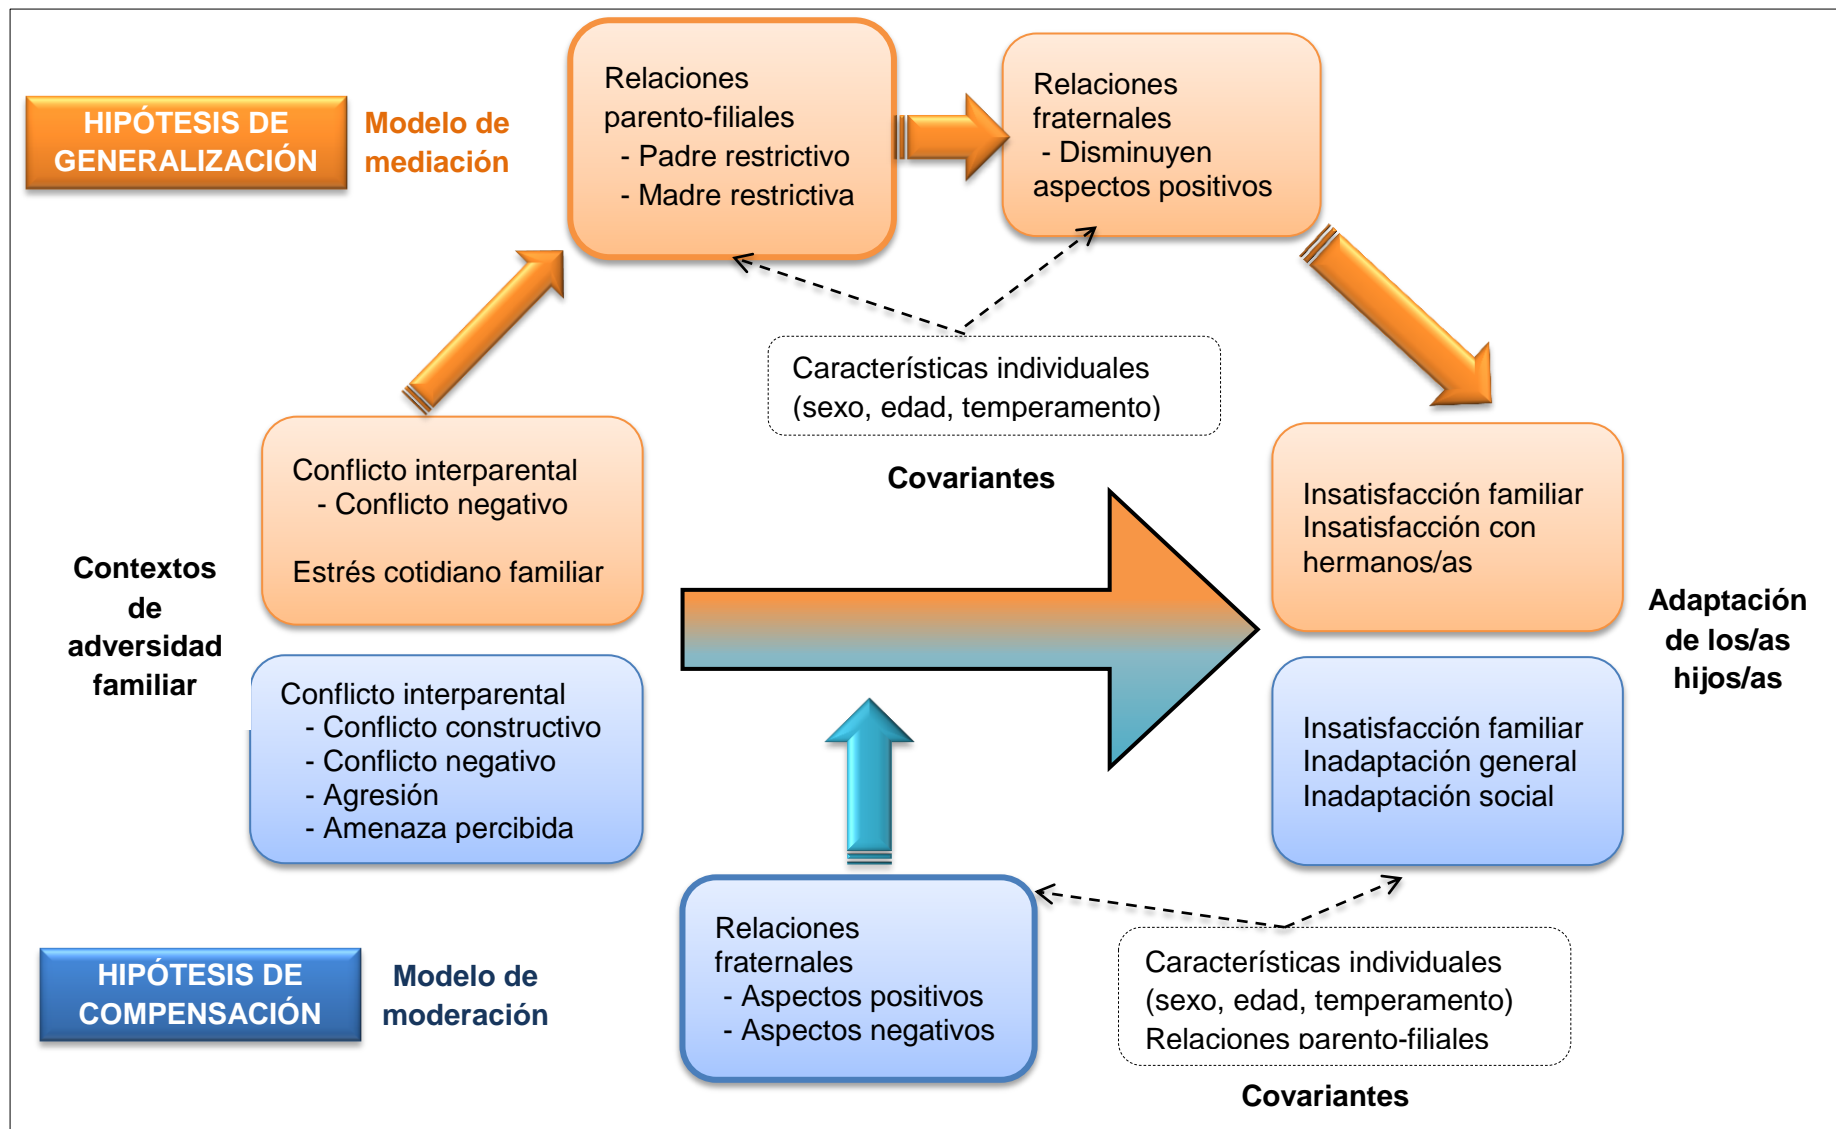 HIPÓTESIS DE
GENERALIZACIÓN
Modelo de
mediación
Relaciones
parento-filiales
- Padre restrictivo
- Madre restrictiva
Relaciones
fraternales
- Disminuyen
aspectos positivos
Características individuales
(sexo, edad, temperamento)
Covariantes
Contextos
de
adversidad
familiar
Conflicto interparental
- Conflicto negativo
Estrés cotidiano familiar
Conflicto interparental
- Conflicto constructivo
- Conflicto negativo
- Agresión
- Amenaza percibida
Insatisfacción familiar
Insatisfacción con
hermanos/as
Insatisfacción familiar
Inadaptación general
Inadaptación social
Adaptación
de los/as
hijos/as
HIPÓTESIS DE
COMPENSACIÓN
Modelo de
moderación
Relaciones
fraternales
- Aspectos positivos
- Aspectos negativos
Características individuales
(sexo, edad, temperamento)
Relaciones parento-filiales
Covariantes